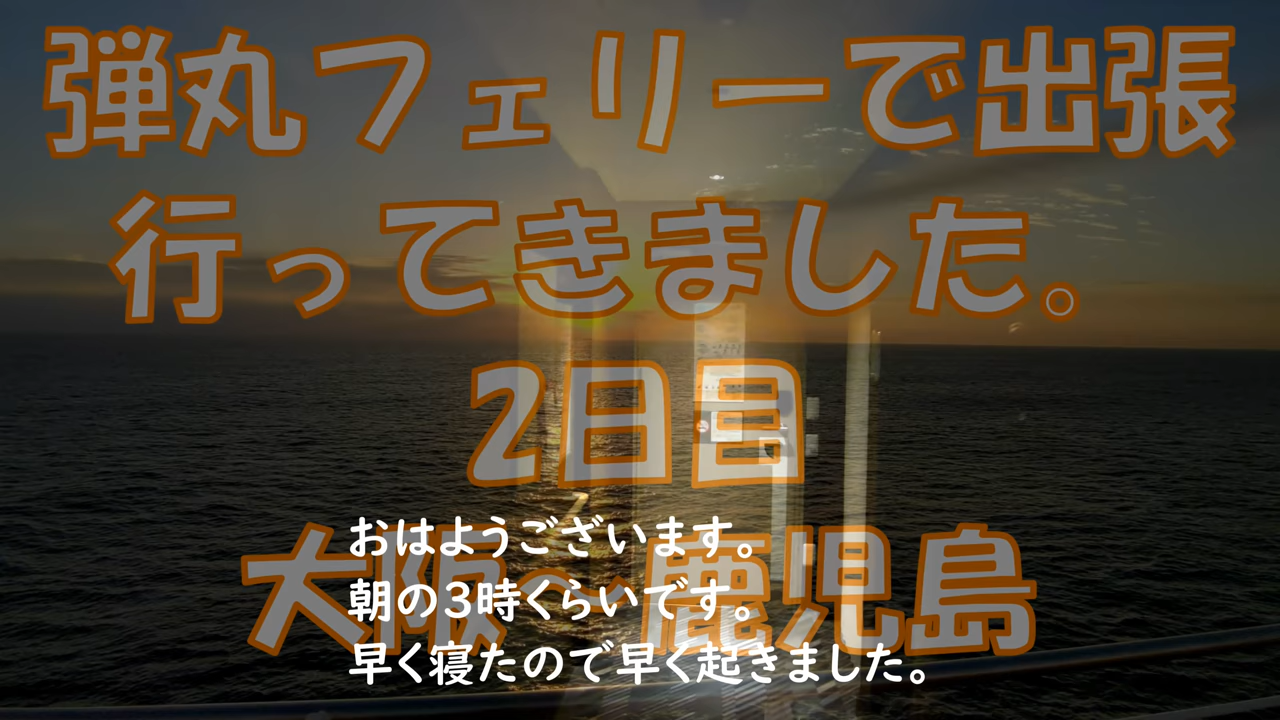 弾丸フェリーで出張
行ってきました。
2日目
大阪～鹿児島
おはようございます。
朝の3時くらいです。
早く寝たので早く起きました。